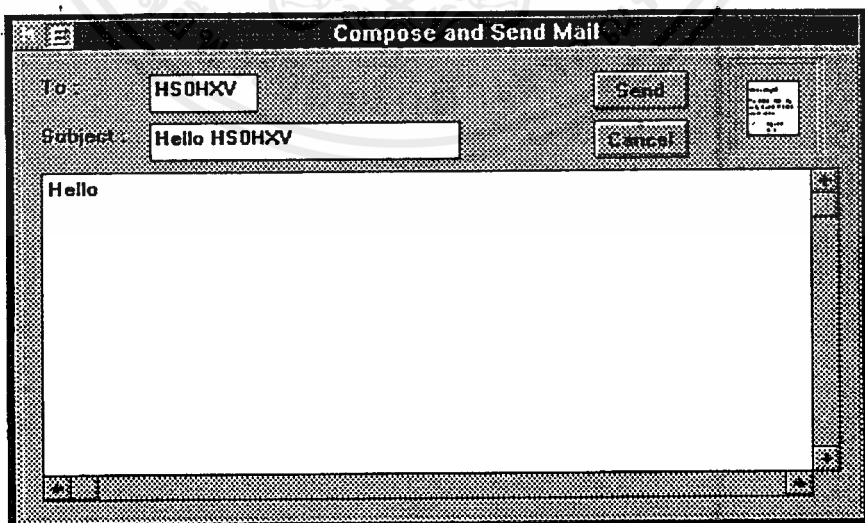 Compose and Send Mail
To : HS0HXV Send
Subject : Hello HS0HXV Cancel
Hello